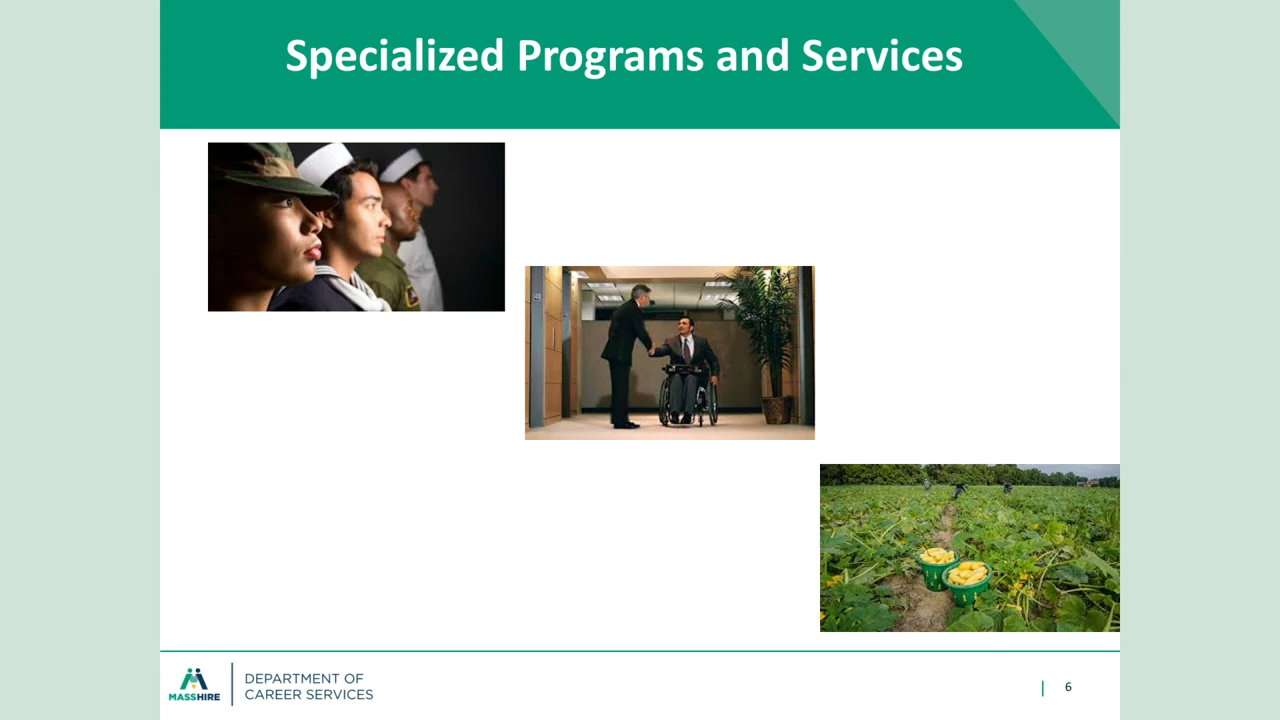 Specialized Programs and Services
MASSHIRE
DEPARTMENT OF
CAREER SERVICES
6